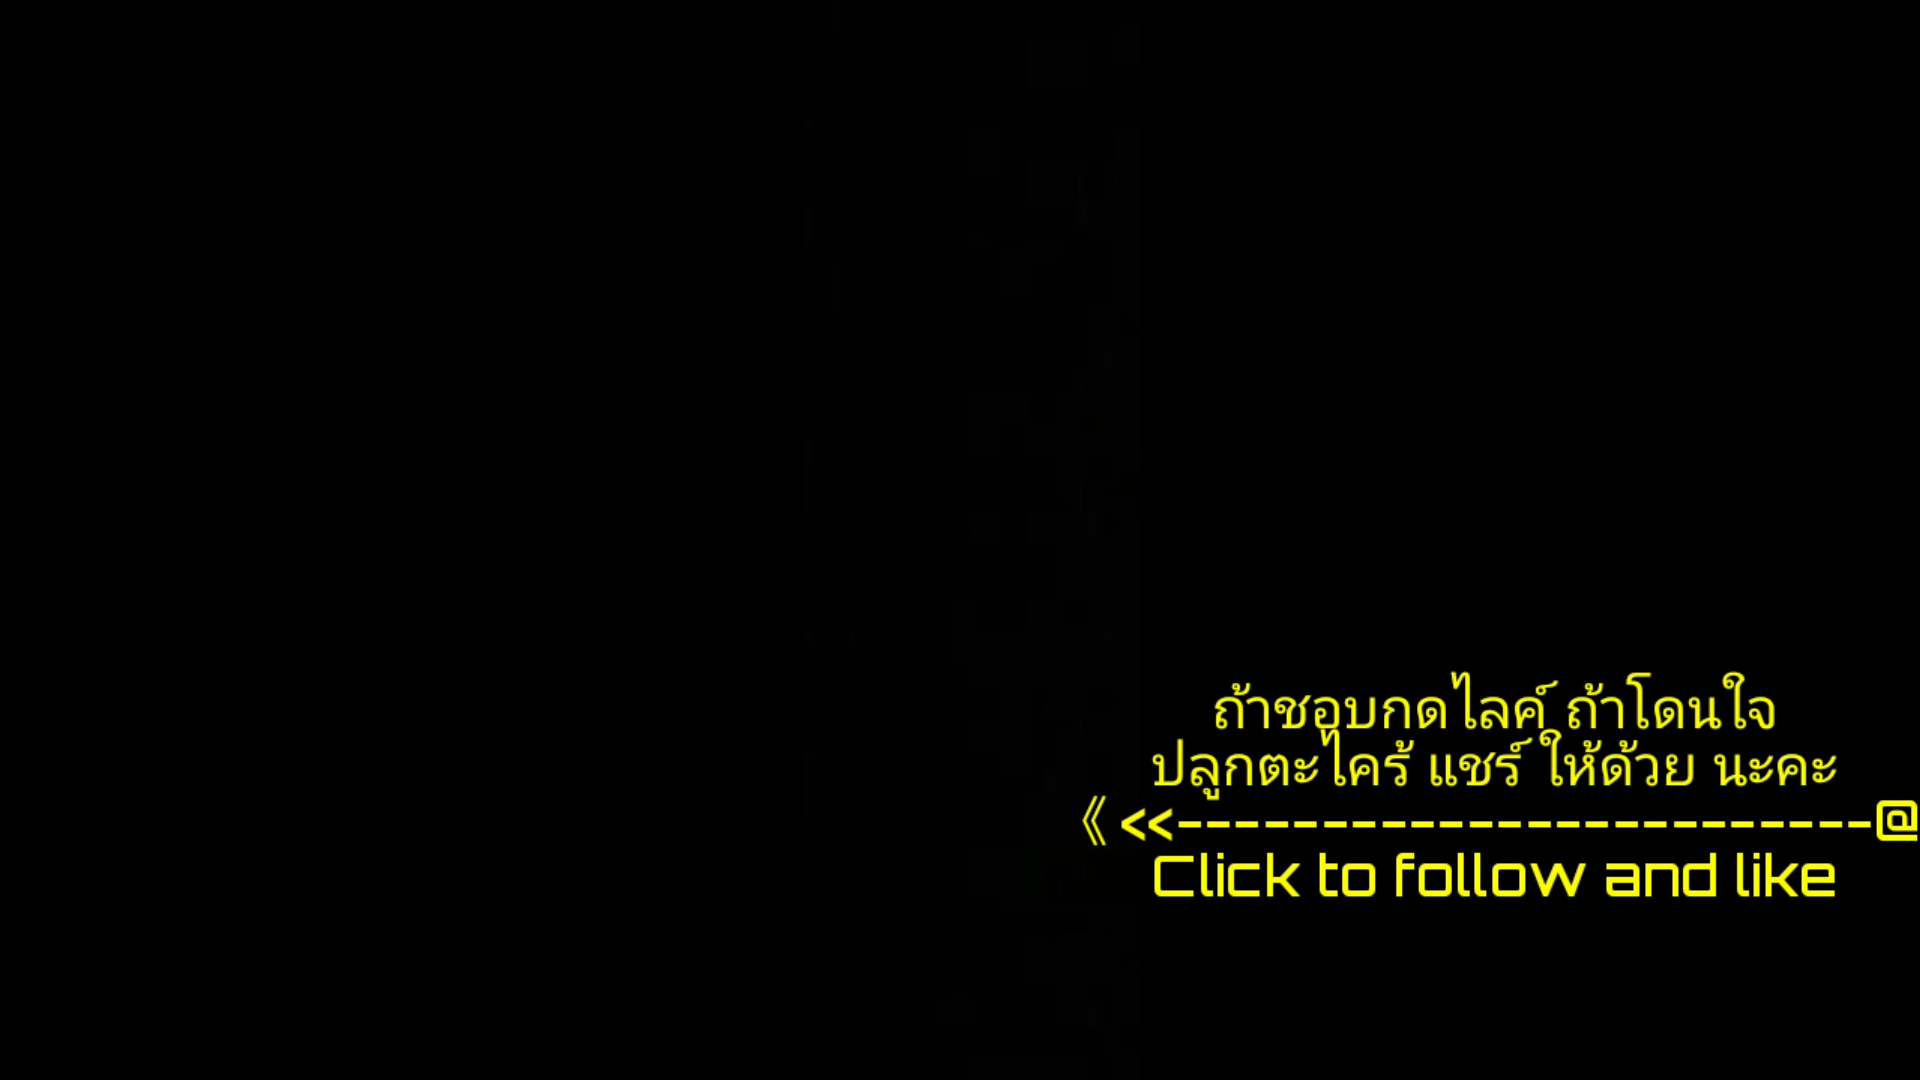 ถ้าชอบกดไลค์ ถ้าโดนใจ
ปลูกตะไคร้ แชร์ ให้ด้วย นะคะ
《 <<------------------------@
Click to follow and like